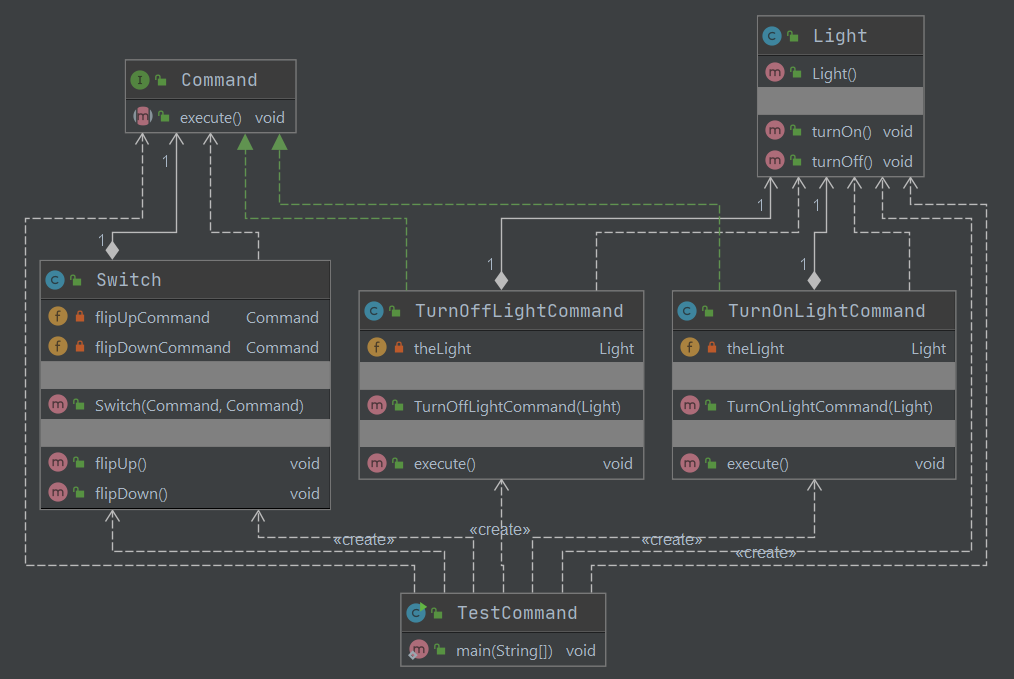 Light
Light()
turnOn() void
turnOff() void
Command
execute() void
1
1
1
1
1
1
Switch
flipUpCommand Command
flipDownCommand Command
Switch(Command, Command)
flipUp() void
flipDown() void
TurnOffLightCommand
theLight Light
TurnOffLightCommand(Light)
execute() void
TurnOnLightCommand
theLight Light
TurnOnLightCommand(Light)
execute() void
«create»
«create»
«create»
«create»
TestCommand
main(String[]) void